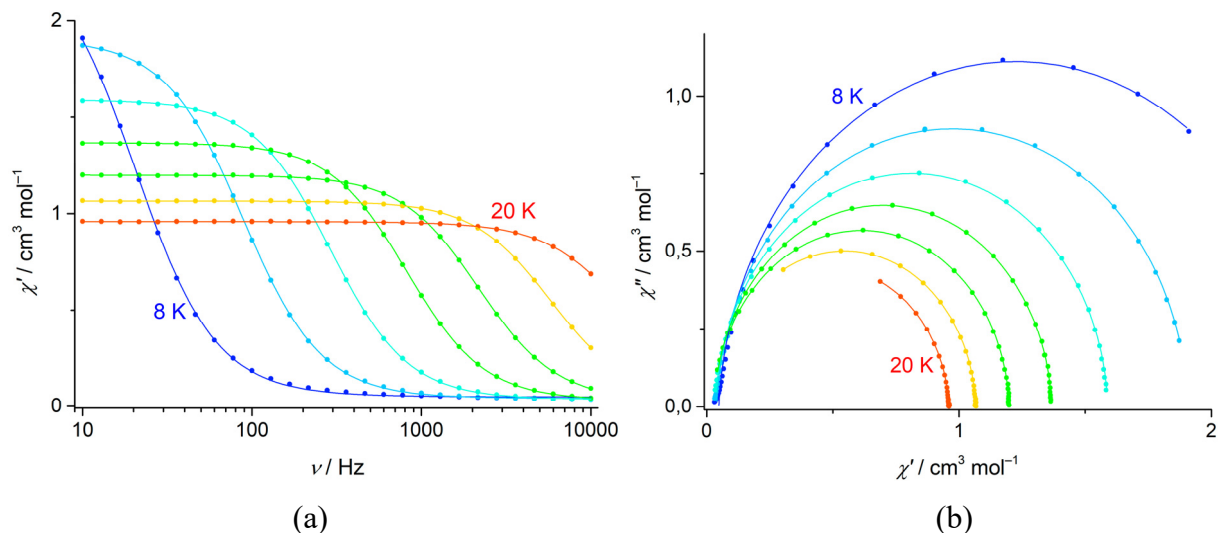 2
1
0
χ′ / cm³ mol⁻¹
8 K
20 K
10 100 1000 10000
ν / Hz
(a)
1,0
0,5
0,0
χ″ / cm³ mol⁻¹
8 K
20 K
0 1 2
χ′ / cm³ mol⁻¹
(b)